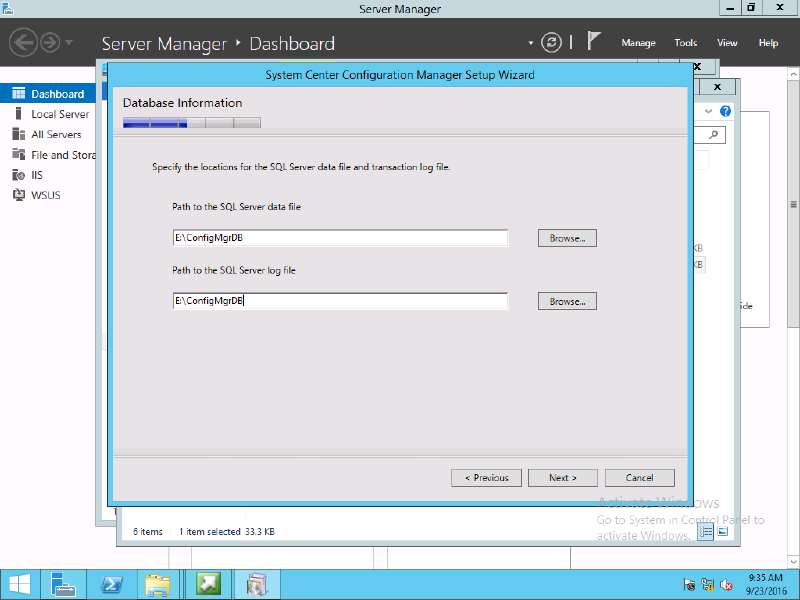 Server Manager
Server Manager ‣ Dashboard
Manage Tools View Help
System Center Configuration Manager Setup Wizard
Database Information
Dashboard
Local Server
All Servers
File and Stora
IIS
WSUS
Specify the locations for the SQL Server data file and transaction log file.
Path to the SQL Server data file
E:\ConfigMgrDB
Browse...
Path to the SQL Server log file
E:\ConfigMgrDB
Browse...
KB
KB
ide
< Previous
Next >
Cancel
Activate Windows
Go to System in Control Panel to
activate Windows.
6 items 1 item selected 33.3 KB
9:35 AM
9/23/2016